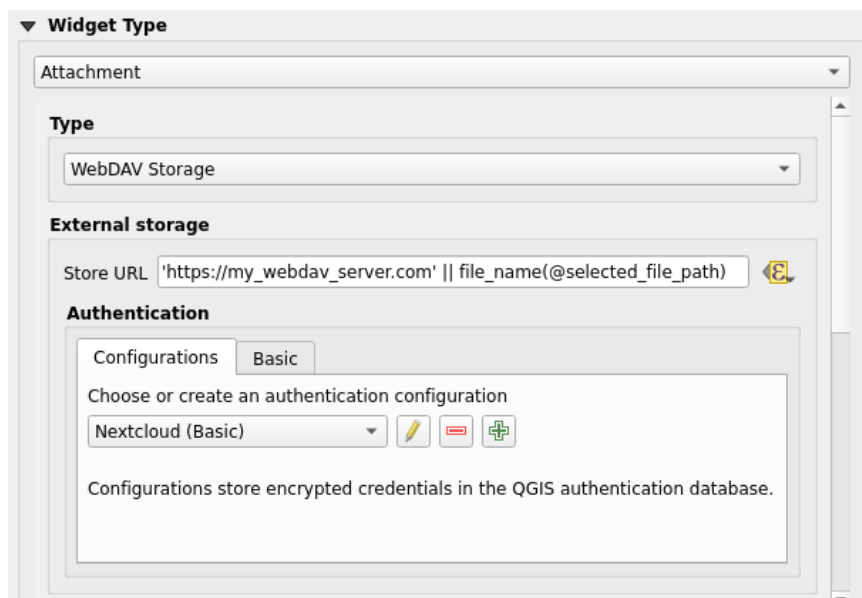 Widget Type
Attachment
Type
WebDAV Storage
External storage
Store URL 'https://my_webdav_server.com' || file_name(@selected_file_path)
Authentication
Configurations Basic
Choose or create an authentication configuration
Nextcloud (Basic)
Configurations store encrypted credentials in the QGIS authentication database.